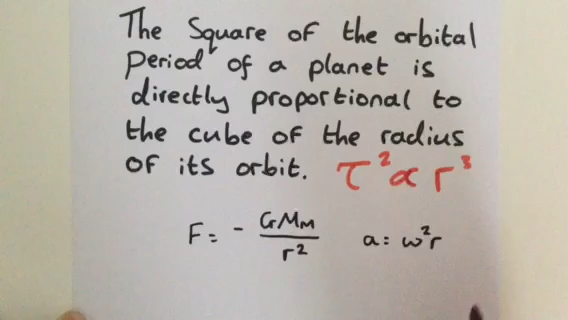 The Square of the orbital
Period of a planet is
directly proportional to
the cube of the radius
of its orbit. T² ∝ r³
F = - GMm / r² a = ω²r